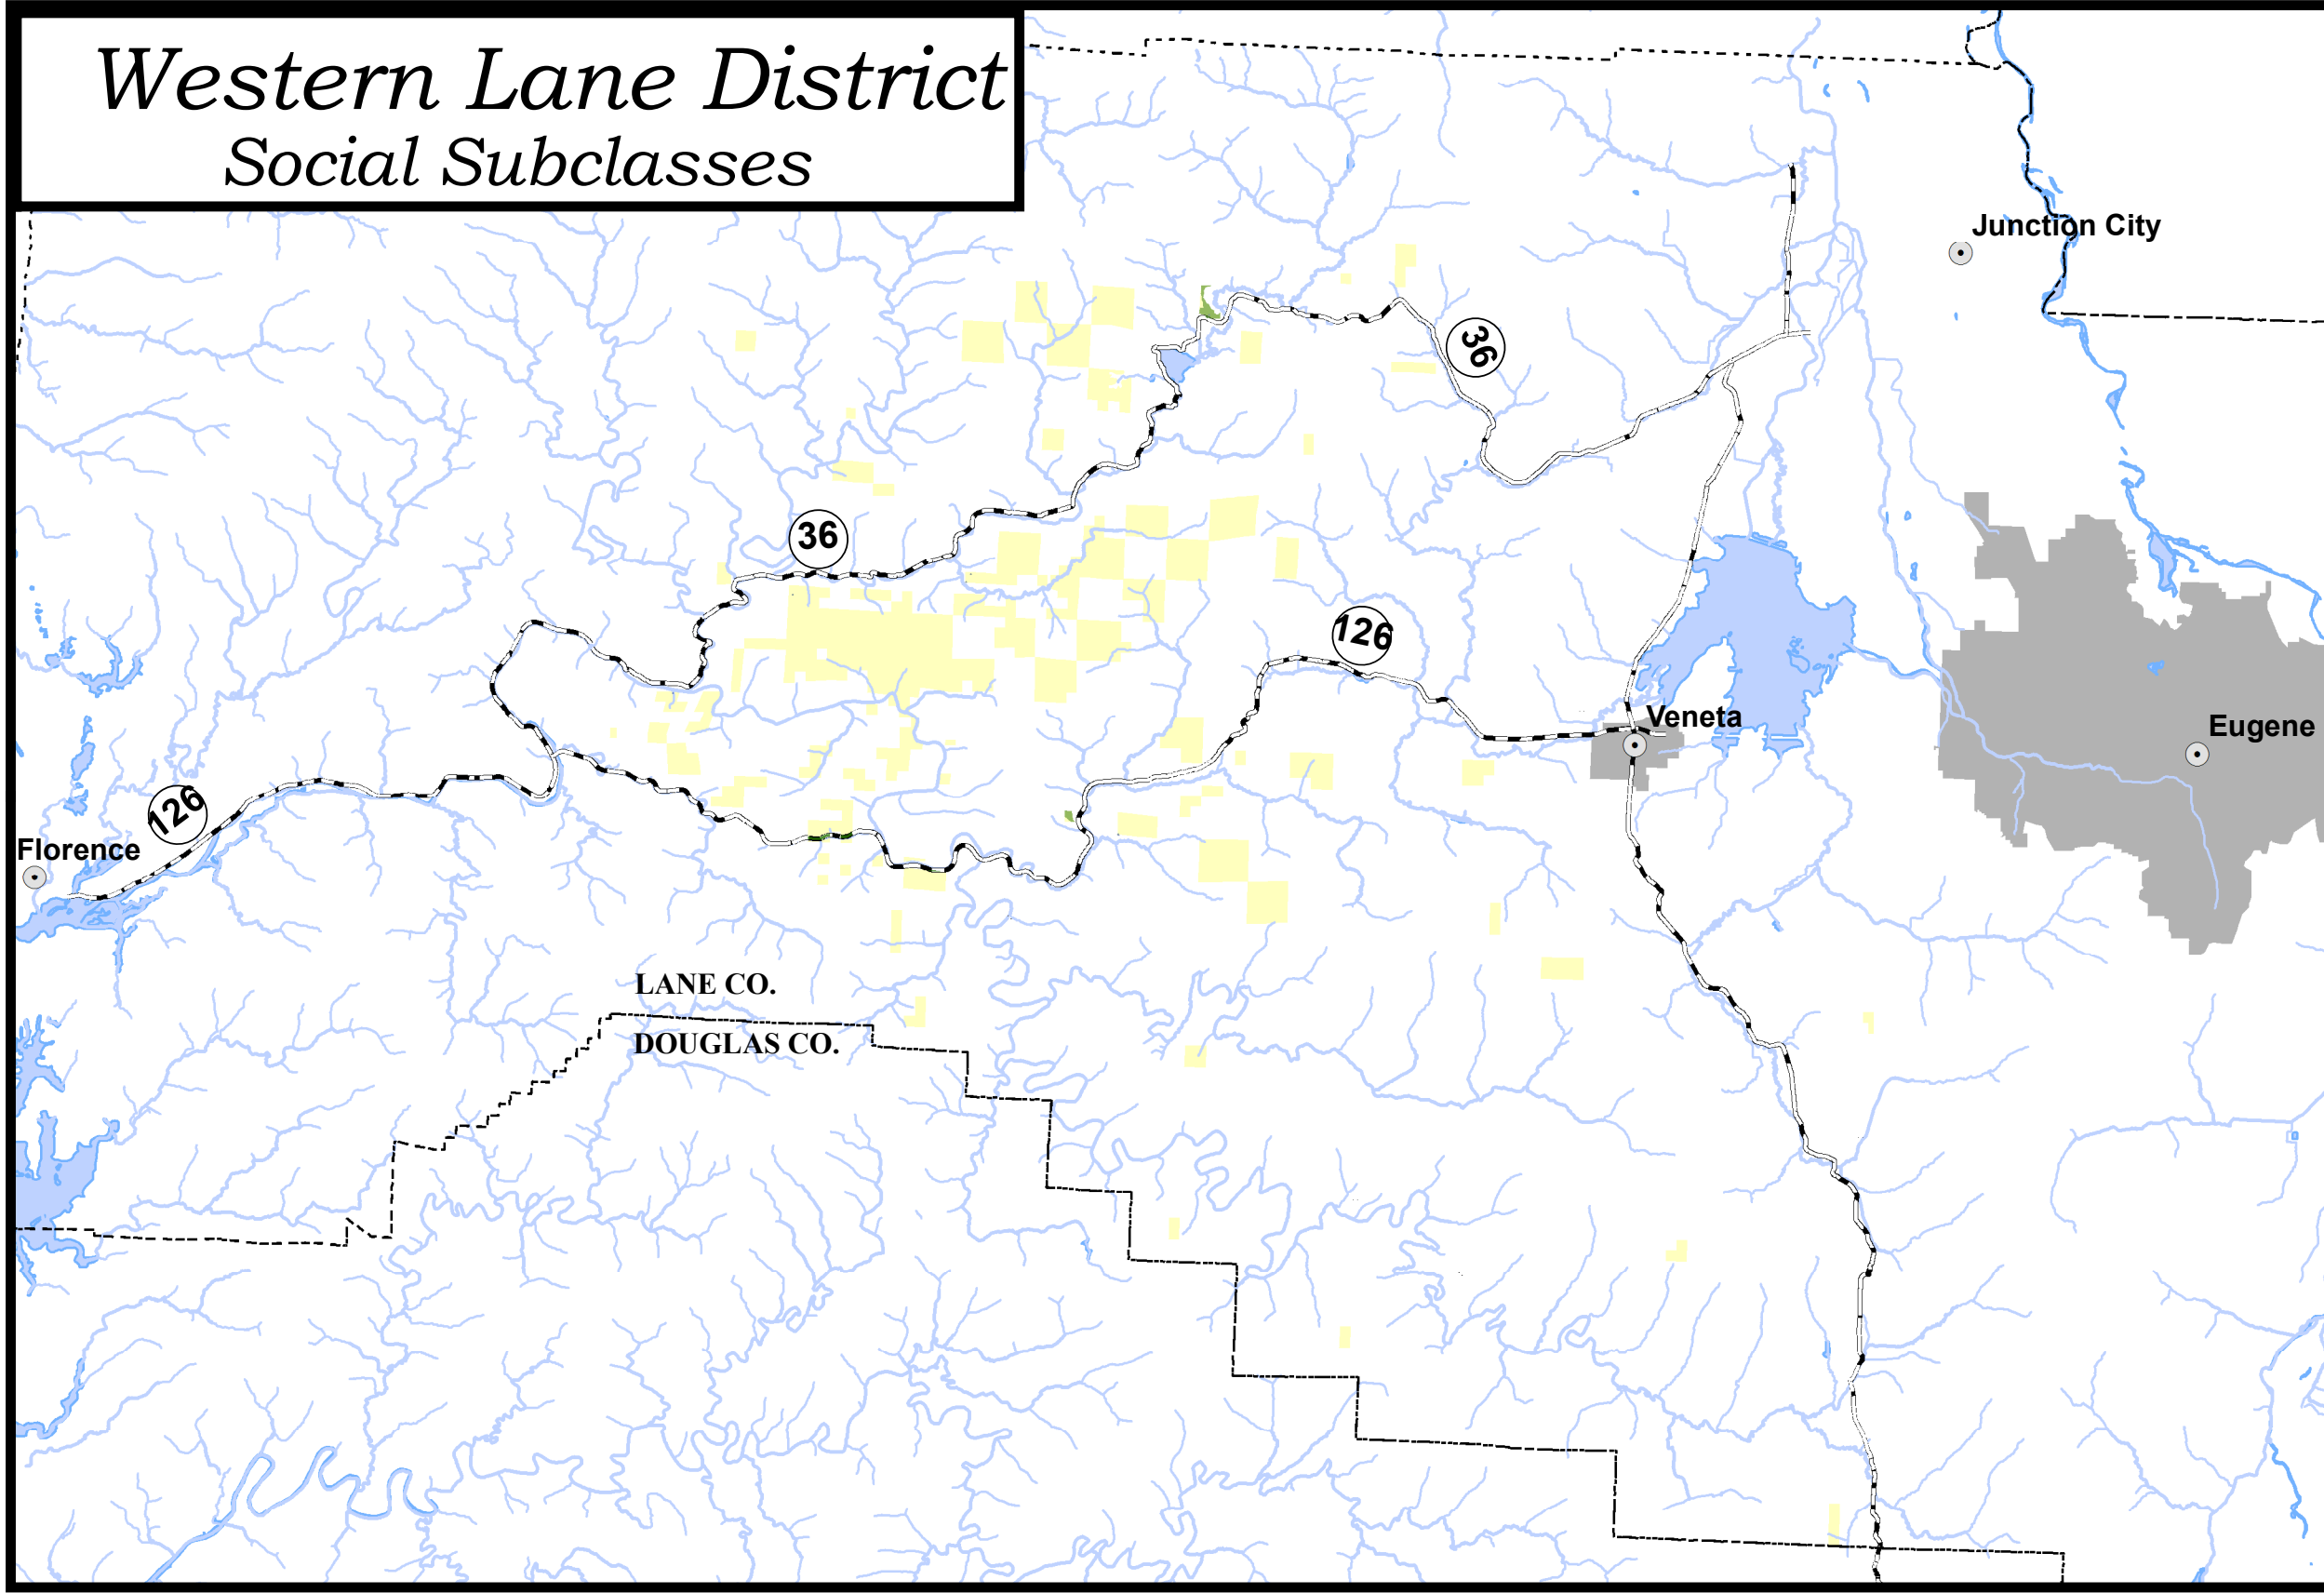 Western Lane District
Social Subclasses
Junction City
36
36
126
Veneta
Eugene
126
Florence
LANE CO.
DOUGLAS CO.